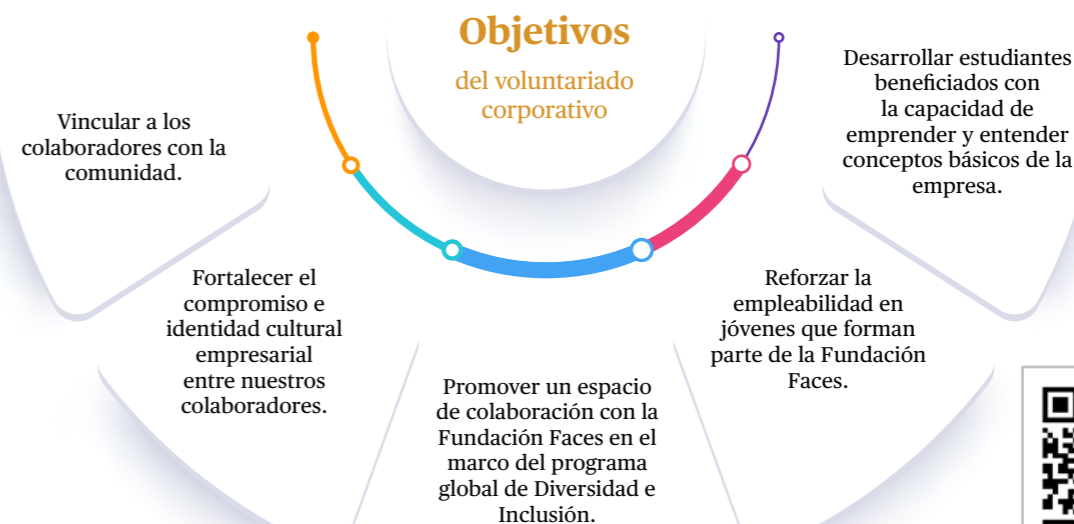 Objetivos
del voluntariado
corporativo
Vincular a los
colaboradores con la
comunidad.
Fortalecer el
compromiso e
identidad cultural
empresarial
entre nuestros
colaboradores.
Promover un espacio
de colaboración con la
Fundación Faces en el
marco del programa
global de Diversidad e
Inclusión.
Reforzar la
empleabilidad en
jóvenes que forman
parte de la Fundación
Faces.
Desarrollar estudiantes
beneficiados con
la capacidad de
emprender y entender
conceptos básicos de la
empresa.